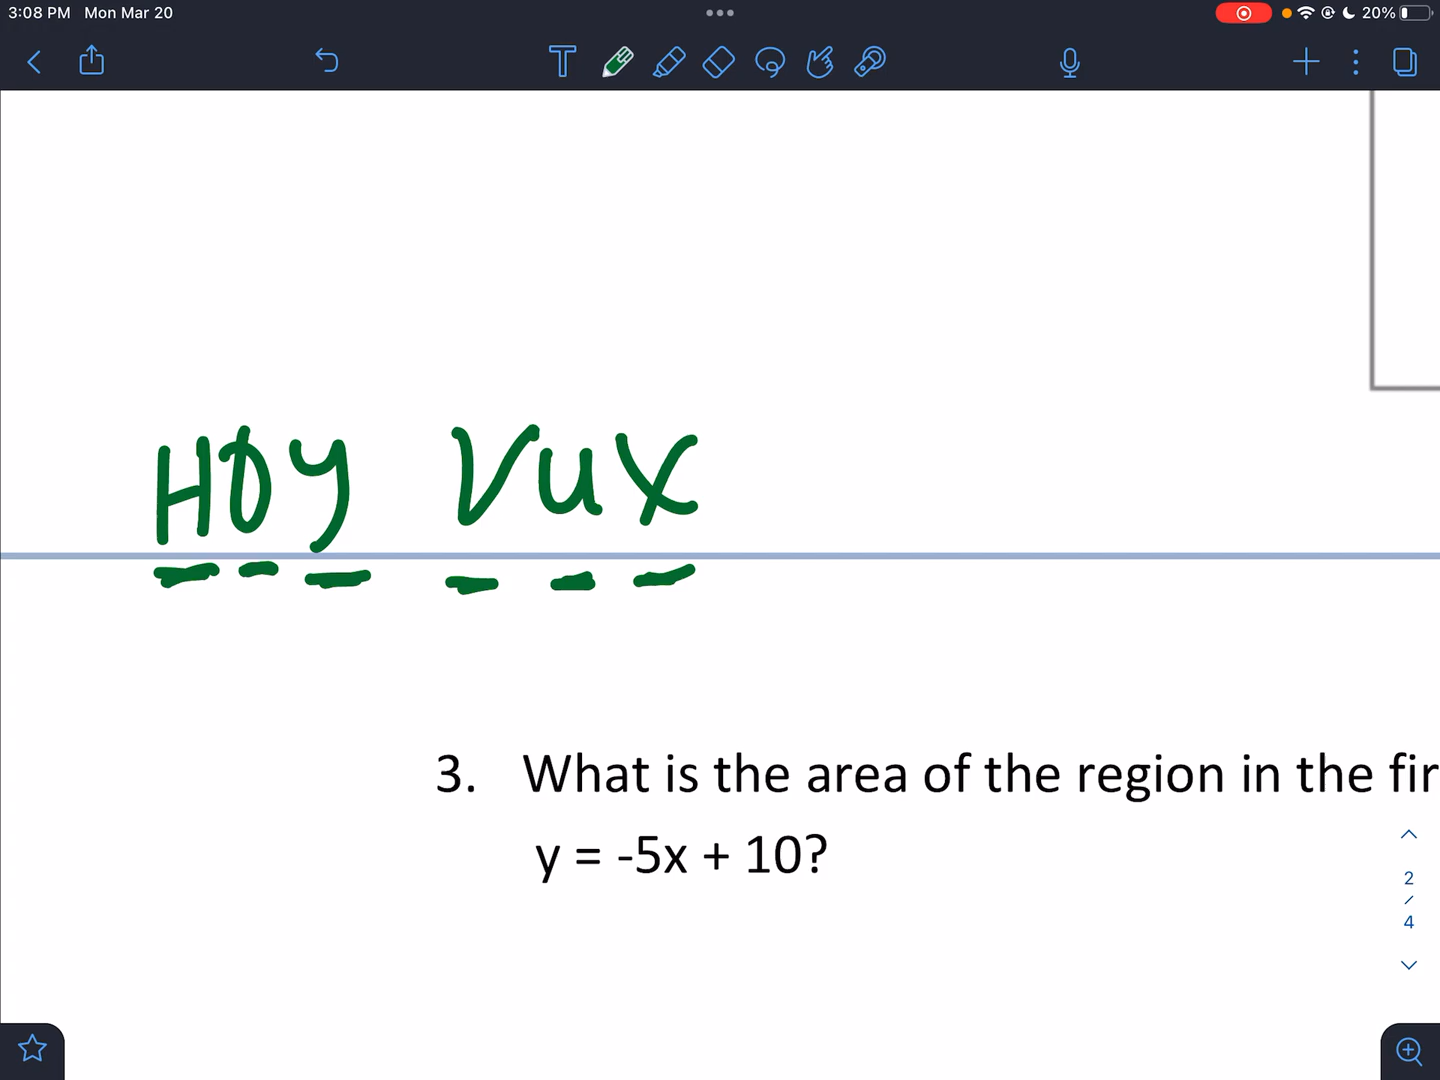 3:08 PM Mon Mar 20
20%
HOY VUX
3. What is the area of the region in the fir
y = -5x + 10?
2
/
4